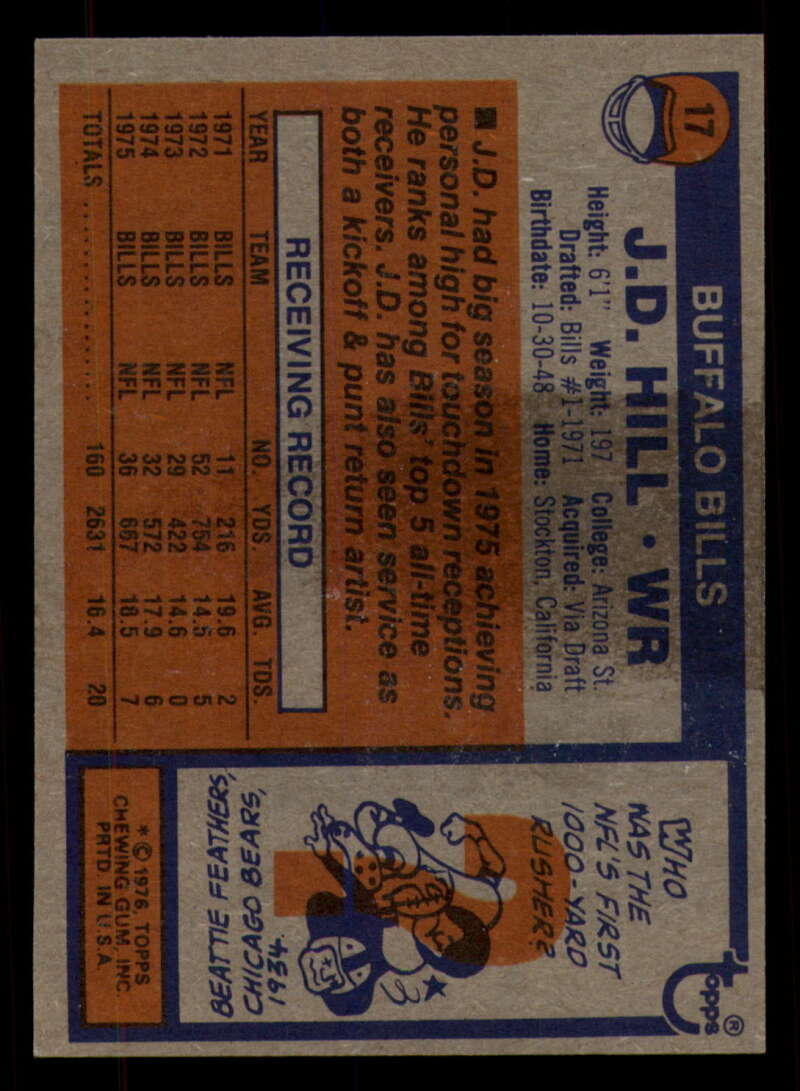 17
BUFFALO BILLS
J.D. HILL • WR
Height: 6'1" Weight: 197 College: Arizona St.
Drafted: Bills #1-1971 Acquired: Via Draft
Birthdate: 10-30-48 Home: Stockton, California
■ J.D. had big season in 1975 achieving
personal high for touchdown receptions.
He ranks among Bills' top 5 all-time
receivers. J.D. has also seen service as
both a kickoff & punt return artist.
RECEIVING RECORD
YEAR TEAM NO. YDS. AVG. TDS.
1971 BILLS NFL 11 216 19.6 2
1972 BILLS NFL 52 754 14.5 5
1973 BILLS NFL 29 422 14.6 0
1974 BILLS NFL 32 572 17.9 6
1975 BILLS NFL 36 667 18.5 7
TOTALS .................... 160 2631 16.4 20
topps®
WHO
WAS THE
NFL'S FIRST
1000-YARD
RUSHER?
BEATTIE FEATHERS,
CHICAGO BEARS,
1934.
* © 1976, TOPPS
CHEWING GUM, INC.
PRTD. IN U.S.A.